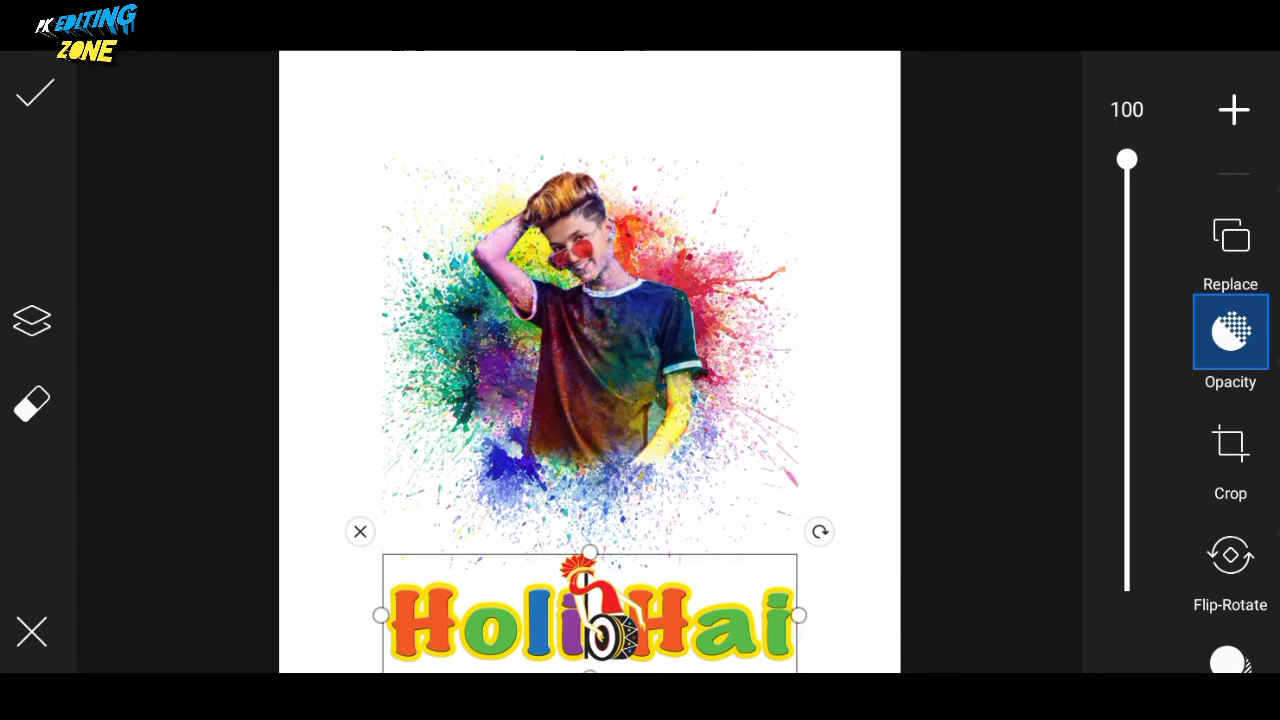 PK EDITING
ZONE
100
Replace
Opacity
Crop
Flip-Rotate
Holi Hai